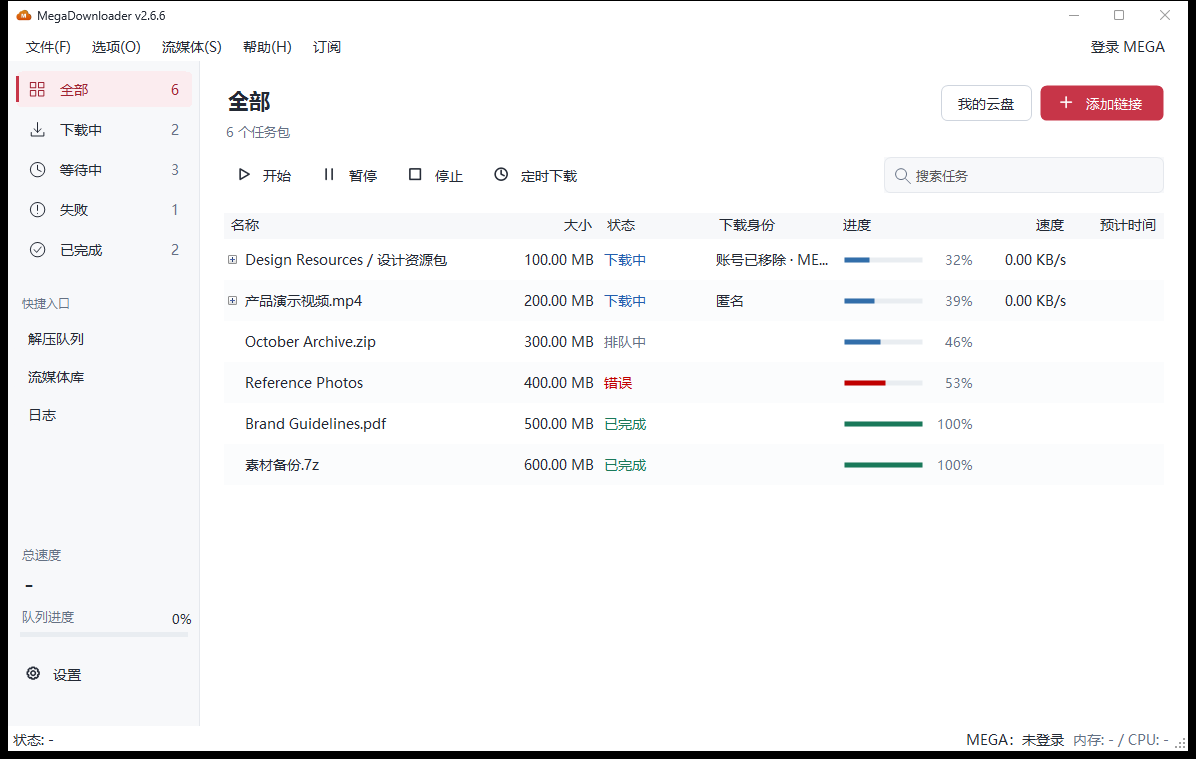 MegaDownloader v2.6.6
文件(F) 选项(O) 流媒体(S) 帮助(H) 订阅 登录 MEGA
全部 6
下载中 2
等待中 3
失败 1
已完成 2
快捷入口
解压队列
流媒体库
日志
总速度
-
队列进度 0%
设置
全部
6 个任务包
我的云盘 添加链接
开始 暂停 停止 定时下载 搜索任务
名称 大小 状态 下载身份 进度 速度 预计时间
Design Resources / 设计资源包 100.00 MB 下载中 账号已移除 · ME... 32% 0.00 KB/s
产品演示视频.mp4 200.00 MB 下载中 匿名 39% 0.00 KB/s
October Archive.zip 300.00 MB 排队中 46%
Reference Photos 400.00 MB 错误 53%
Brand Guidelines.pdf 500.00 MB 已完成 100%
素材备份.7z 600.00 MB 已完成 100%
状态: - MEGA：未登录 内存: - / CPU: -